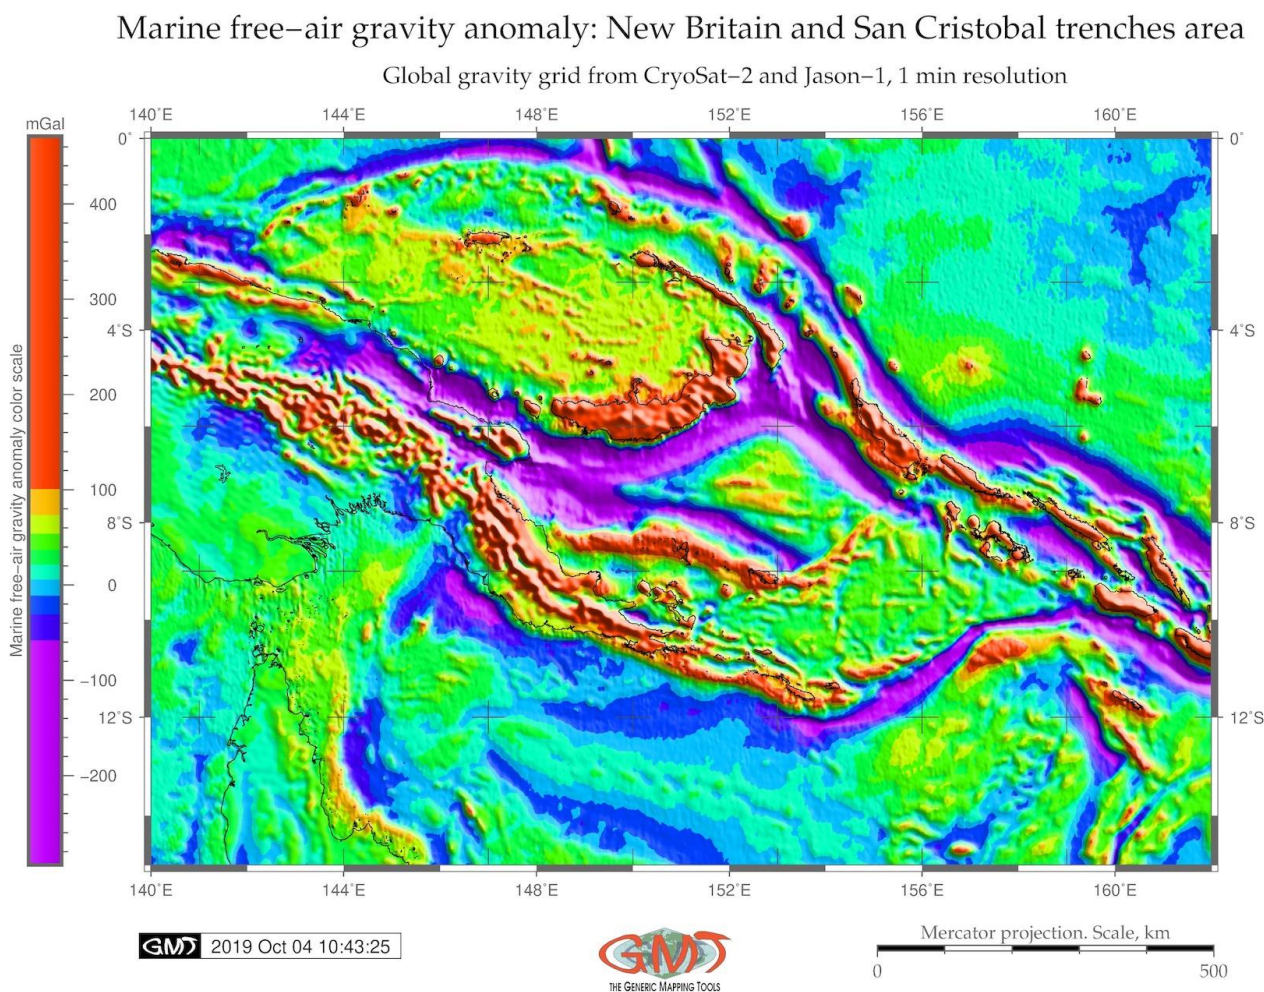 Marine free−air gravity anomaly: New Britain and San Cristobal trenches area
Global gravity grid from CryoSat−2 and Jason−1, 1 min resolution
mGal
140˚E 144˚E 148˚E 152˚E 156˚E 160˚E
0˚ 0˚
400
300
4˚S 4˚S
200
100
8˚S 8˚S
0
Marine free−air gravity anomaly color scale
−100
12˚S 12˚S
−200
140˚E 144˚E 148˚E 152˚E 156˚E 160˚E
GMT 2019 Oct 04 10:43:25
GMT
THE GENERIC MAPPING TOOLS
Mercator projection. Scale, km
0 500